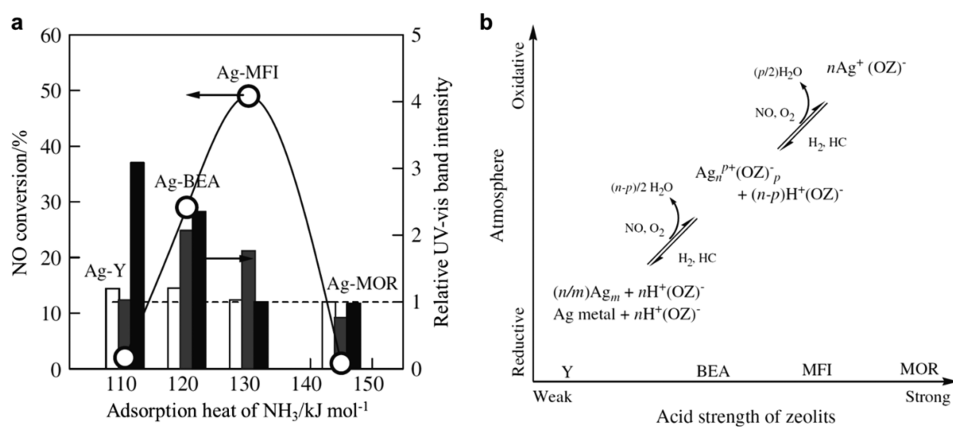 a
NO conversion/%
60
50
40
30
20
10
0
Ag-Y
Ag-BEA
Ag-MFI
Ag-MOR
5
4
3
2
1
0
Relative UV-vis band intensity
110 120 130 140 150
Adsorption heat of NH₃/kJ mol⁻¹
b
Atmosphere
Oxidative
Reductive
(p/2)H₂O
nAg⁺ (OZ)⁻
NO, O₂
H₂, HC
Agₙᵖ⁺(OZ)⁻ₚ
+ (n-p)H⁺(OZ)⁻
(n-p)/2 H₂O
NO, O₂
H₂, HC
(n/m)Agₘ + nH⁺(OZ)⁻
Ag metal + nH⁺(OZ)⁻
Y BEA MFI MOR
Weak Strong
Acid strength of zeolits